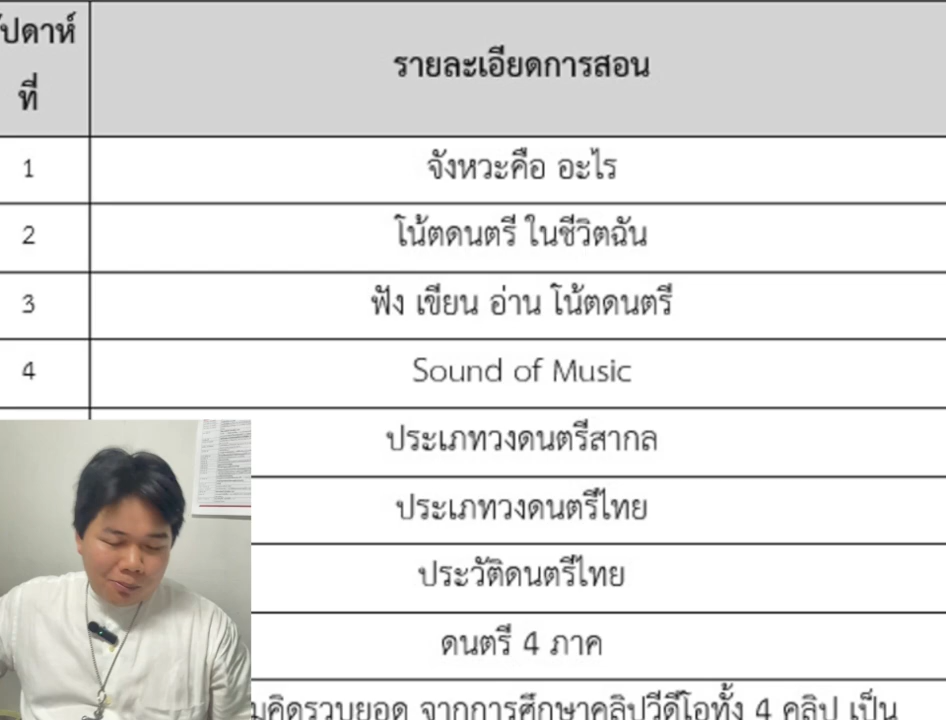 ปดาห์
ที่
รายละเอียดการสอน
1 จังหวะคือ อะไร
2 โน้ตดนตรี ในชีวิตฉัน
3 ฟัง เขียน อ่าน โน้ตดนตรี
4 Sound of Music
ประเภทวงดนตรีสากล
ประเภทวงดนตรีไทย
ประวัติดนตรีไทย
ดนตรี 4 ภาค
มคิดรวบยอด จากการศึกษาคลิปวีดีโอทั้ง 4 คลิป เป็น